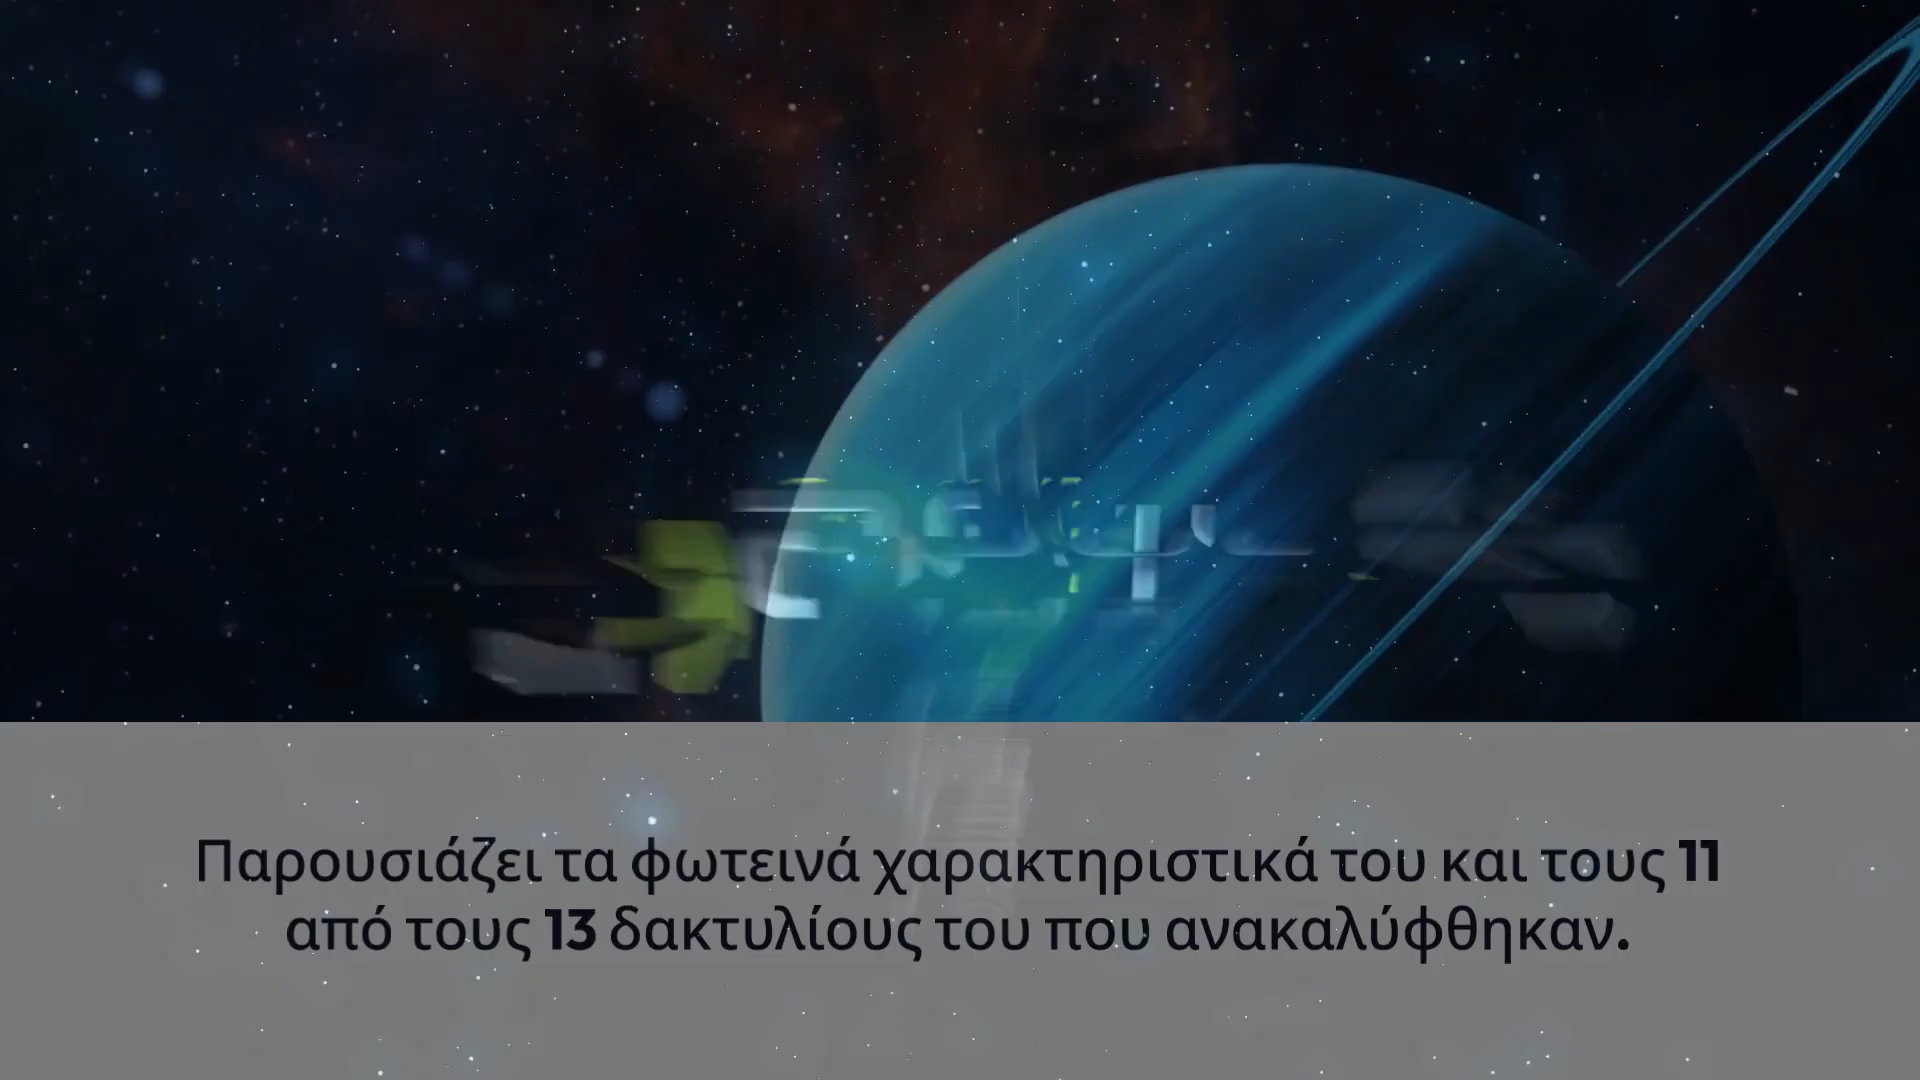 Παρουσιάζει τα φωτεινά χαρακτηριστικά του και τους 11
από τους 13 δακτυλίους του που ανακαλύφθηκαν.